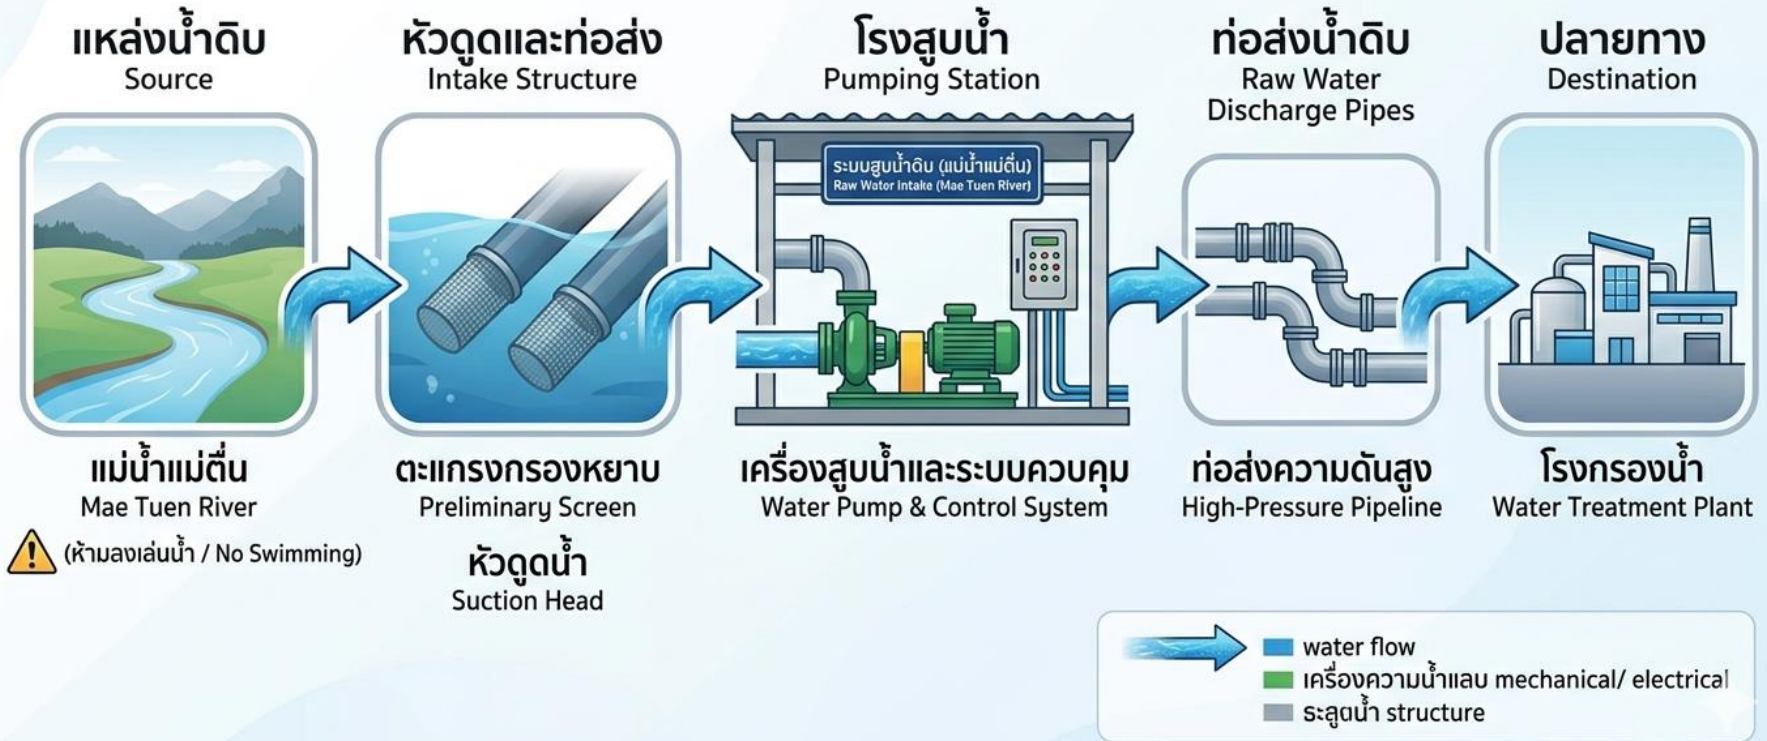 แหล่งน้ำดิบ
Source
หัวดูดและท่อส่ง
Intake Structure
โรงสูบน้ำ
Pumping Station
ท่อส่งน้ำดิบ
Raw Water
Discharge Pipes
ปลายทาง
Destination
ระบบสูบน้ำดิบ (แม่น้ำแม่ตื่น)
Raw Water Intake (Mae Tuen River)
แม่น้ำแม่ตื่น
Mae Tuen River
(ห้ามลงเล่นน้ำ / No Swimming)
ตะแกรงกรองหยาบ
Preliminary Screen
หัวดูดน้ำ
Suction Head
เครื่องสูบน้ำและระบบควบคุม
Water Pump & Control System
ท่อส่งความดันสูง
High-Pressure Pipeline
โรงกรองน้ำ
Water Treatment Plant
water flow
เครื่องความน้ำแลบ mechanical/ electrical
ระสูตน้ำ structure